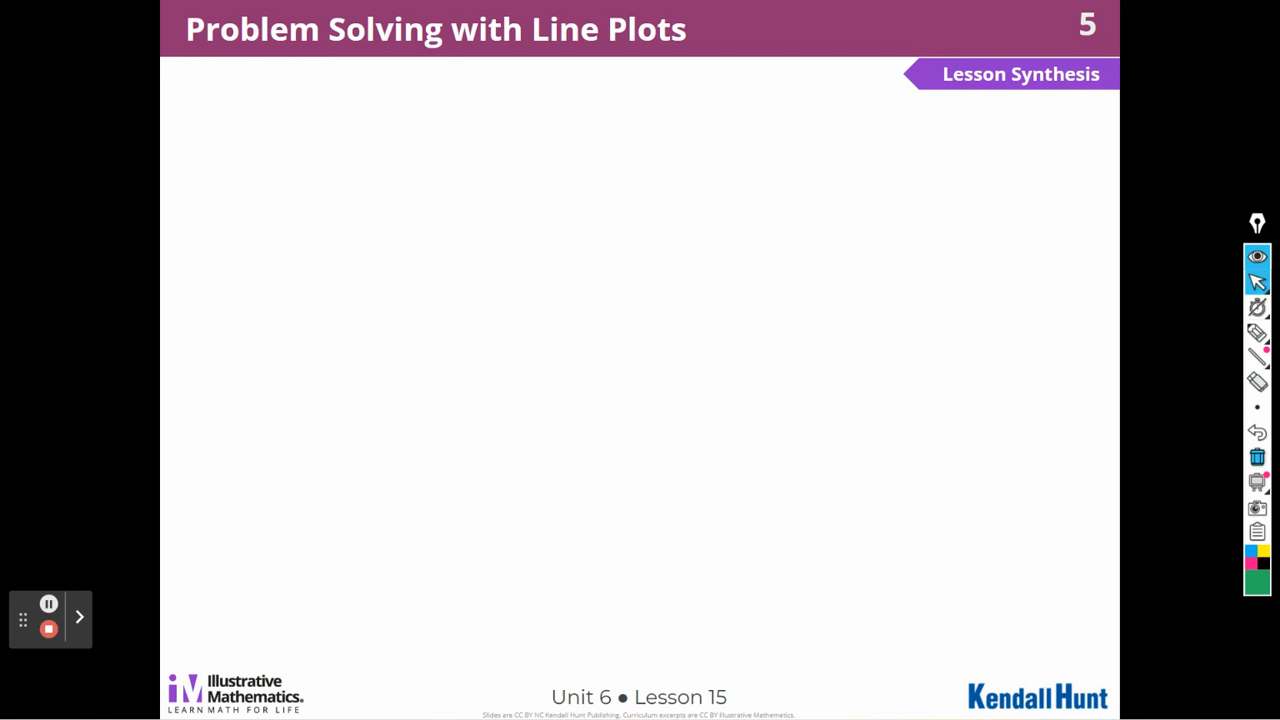 Problem Solving with Line Plots
5
Lesson Synthesis
iM Illustrative
Mathematics.
LEARN MATH FOR LIFE
Unit 6 ● Lesson 15
Kendall Hunt
Slides are CC BY NC Kendall Hunt Publishing. Curriculum excerpts are CC BY Illustrative Mathematics.